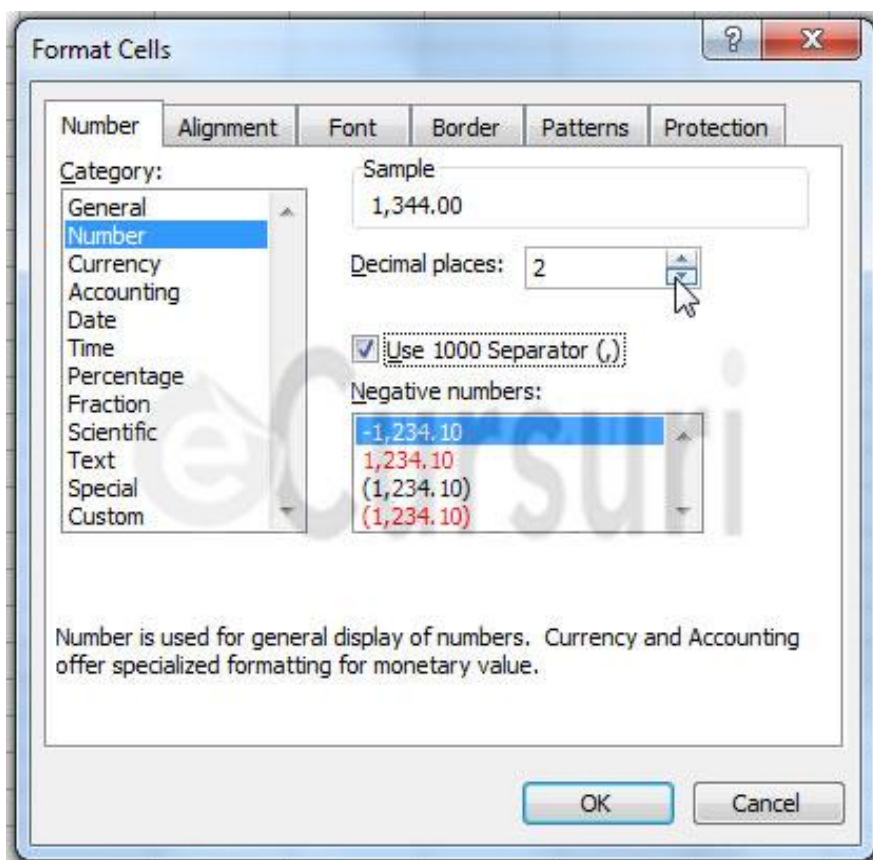 Format Cells
?
X
Number Alignment Font Border Patterns Protection
Category:
General
Number
Currency
Accounting
Date
Time
Percentage
Fraction
Scientific
Text
Special
Custom
Sample
1,344.00
Decimal places: 2
Use 1000 Separator (,)
Negative numbers:
-1,234.10
1,234.10
(1,234.10)
(1,234.10)
eCursuri
Number is used for general display of numbers. Currency and Accounting
offer specialized formatting for monetary value.
OK Cancel